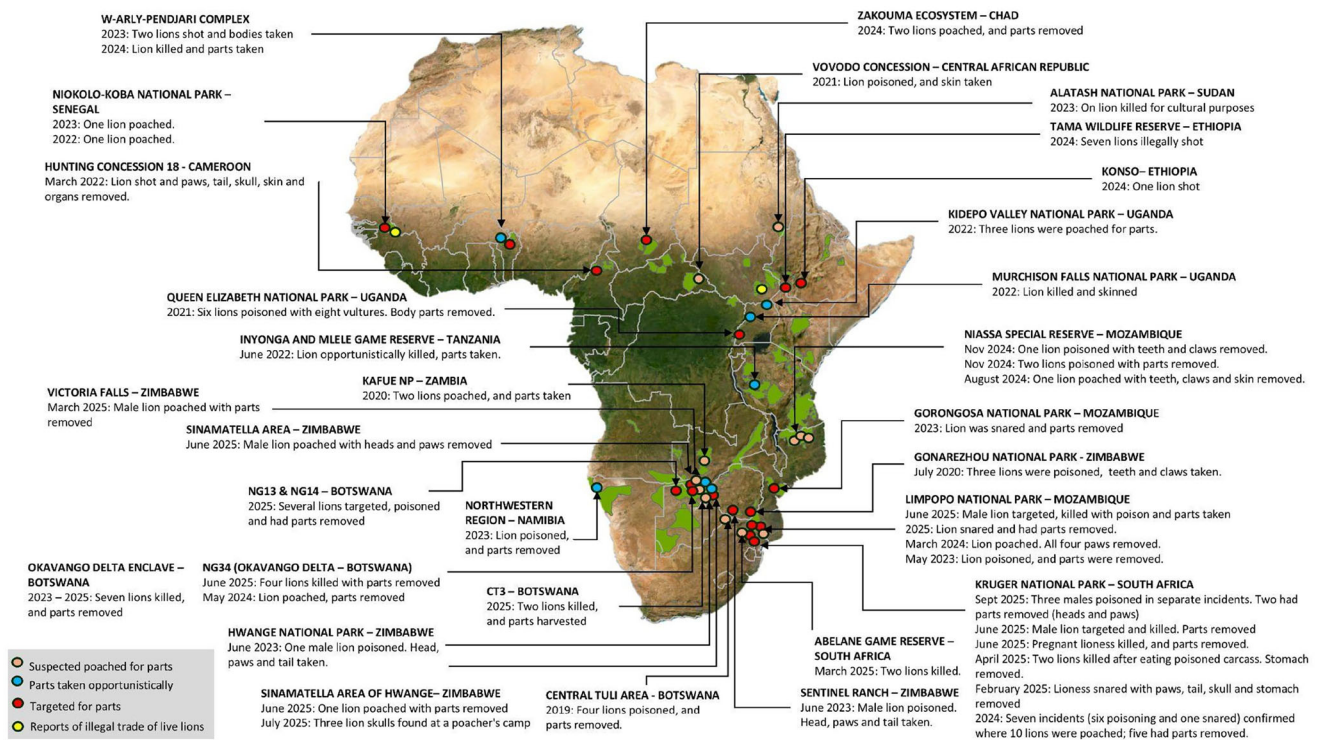 W-ARLY-PENDJARI COMPLEX
2023: Two lions shot and bodies taken
2024: Lion killed and parts taken
ZAKOUMA ECOSYSTEM – CHAD
2024: Two lions poached, and parts removed
VOVODO CONCESSION – CENTRAL AFRICAN REPUBLIC
2021: Lion poisoned, and skin taken
NIOKOLO-KOBA NATIONAL PARK –
SENEGAL
2023: One lion poached.
2022: One lion poached.
ALATASH NATIONAL PARK – SUDAN
2023: On lion killed for cultural purposes
TAMA WILDLIFE RESERVE – ETHIOPIA
2024: Seven lions illegally shot
HUNTING CONCESSION 18 - CAMEROON
March 2022: Lion shot and paws, tail, skull, skin and
organs removed.
KONSO– ETHIOPIA
2024: One lion shot
KIDEPO VALLEY NATIONAL PARK – UGANDA
2022: Three lions were poached for parts.
MURCHISON FALLS NATIONAL PARK – UGANDA
2022: Lion killed and skinned
QUEEN ELIZABETH NATIONAL PARK – UGANDA
2021: Six lions poisoned with eight vultures. Body parts removed.
INYONGA AND MLELE GAME RESERVE – TANZANIA
June 2022: Lion opportunistically killed, parts taken.
NIASSA SPECIAL RESERVE – MOZAMBIQUE
Nov 2024: One lion poisoned with teeth and claws removed.
Nov 2024: Two lions poisoned with parts removed.
August 2024: One lion poached with teeth, claws and skin removed.
KAFUE NP – ZAMBIA
2020: Two lions poached, and parts taken
VICTORIA FALLS – ZIMBABWE
March 2025: Male lion poached with parts
removed
GORONGOSA NATIONAL PARK – MOZAMBIQUE
2023: Lion was snared and parts removed
SINAMATELLA AREA – ZIMBABWE
June 2025: Male lion poached with heads and paws removed
GONAREZHOU NATIONAL PARK - ZIMBABWE
July 2020: Three lions were poisoned, teeth and claws taken.
NG13 & NG14 – BOTSWANA
2025: Several lions targeted, poisoned
and had parts removed
NORTHWESTERN
REGION – NAMIBIA
2023: Lion poisoned,
and parts removed
LIMPOPO NATIONAL PARK – MOZAMBIQUE
June 2025: Male lion targeted, killed with poison and parts taken
2025: Lion snared and had parts removed.
March 2024: Lion poached. All four paws removed.
May 2023: Lion poisoned, and parts were removed.
OKAVANGO DELTA ENCLAVE –
BOTSWANA
2023 – 2025: Seven lions killed,
and parts removed
NG34 (OKAVANGO DELTA – BOTSWANA)
June 2025: Four lions killed with parts removed
May 2024: Lion poached, parts removed
CT3 – BOTSWANA
2025: Two lions killed,
and parts harvested
KRUGER NATIONAL PARK – SOUTH AFRICA
Sept 2025: Three males poisoned in separate incidents. Two had
parts removed (heads and paws)
June 2025: Male lion targeted and killed. Parts removed
June 2025: Pregnant lioness killed, and parts removed.
April 2025: Two lions killed after eating poisoned carcass. Stomach
removed.
February 2025: Lioness snared with paws, tail, skull and stomach
removed
2024: Seven incidents (six poisoning and one snared) confirmed
where 10 lions were poached; five had parts removed.
HWANGE NATIONAL PARK – ZIMBABWE
June 2023: One male lion poisoned. Head,
paws and tail taken.
ABELANE GAME RESERVE –
SOUTH AFRICA
March 2025: Two lions killed.
SINAMATELLA AREA OF HWANGE– ZIMBABWE
June 2025: One lion poached with parts removed
July 2025: Three lion skulls found at a poacher's camp
CENTRAL TULI AREA - BOTSWANA
2019: Four lions poisoned, and
parts removed.
SENTINEL RANCH – ZIMBABWE
June 2023: Male lion poisoned.
Head, paws and tail taken.
Suspected poached for parts
Parts taken opportunistically
Targeted for parts
Reports of illegal trade of live lions